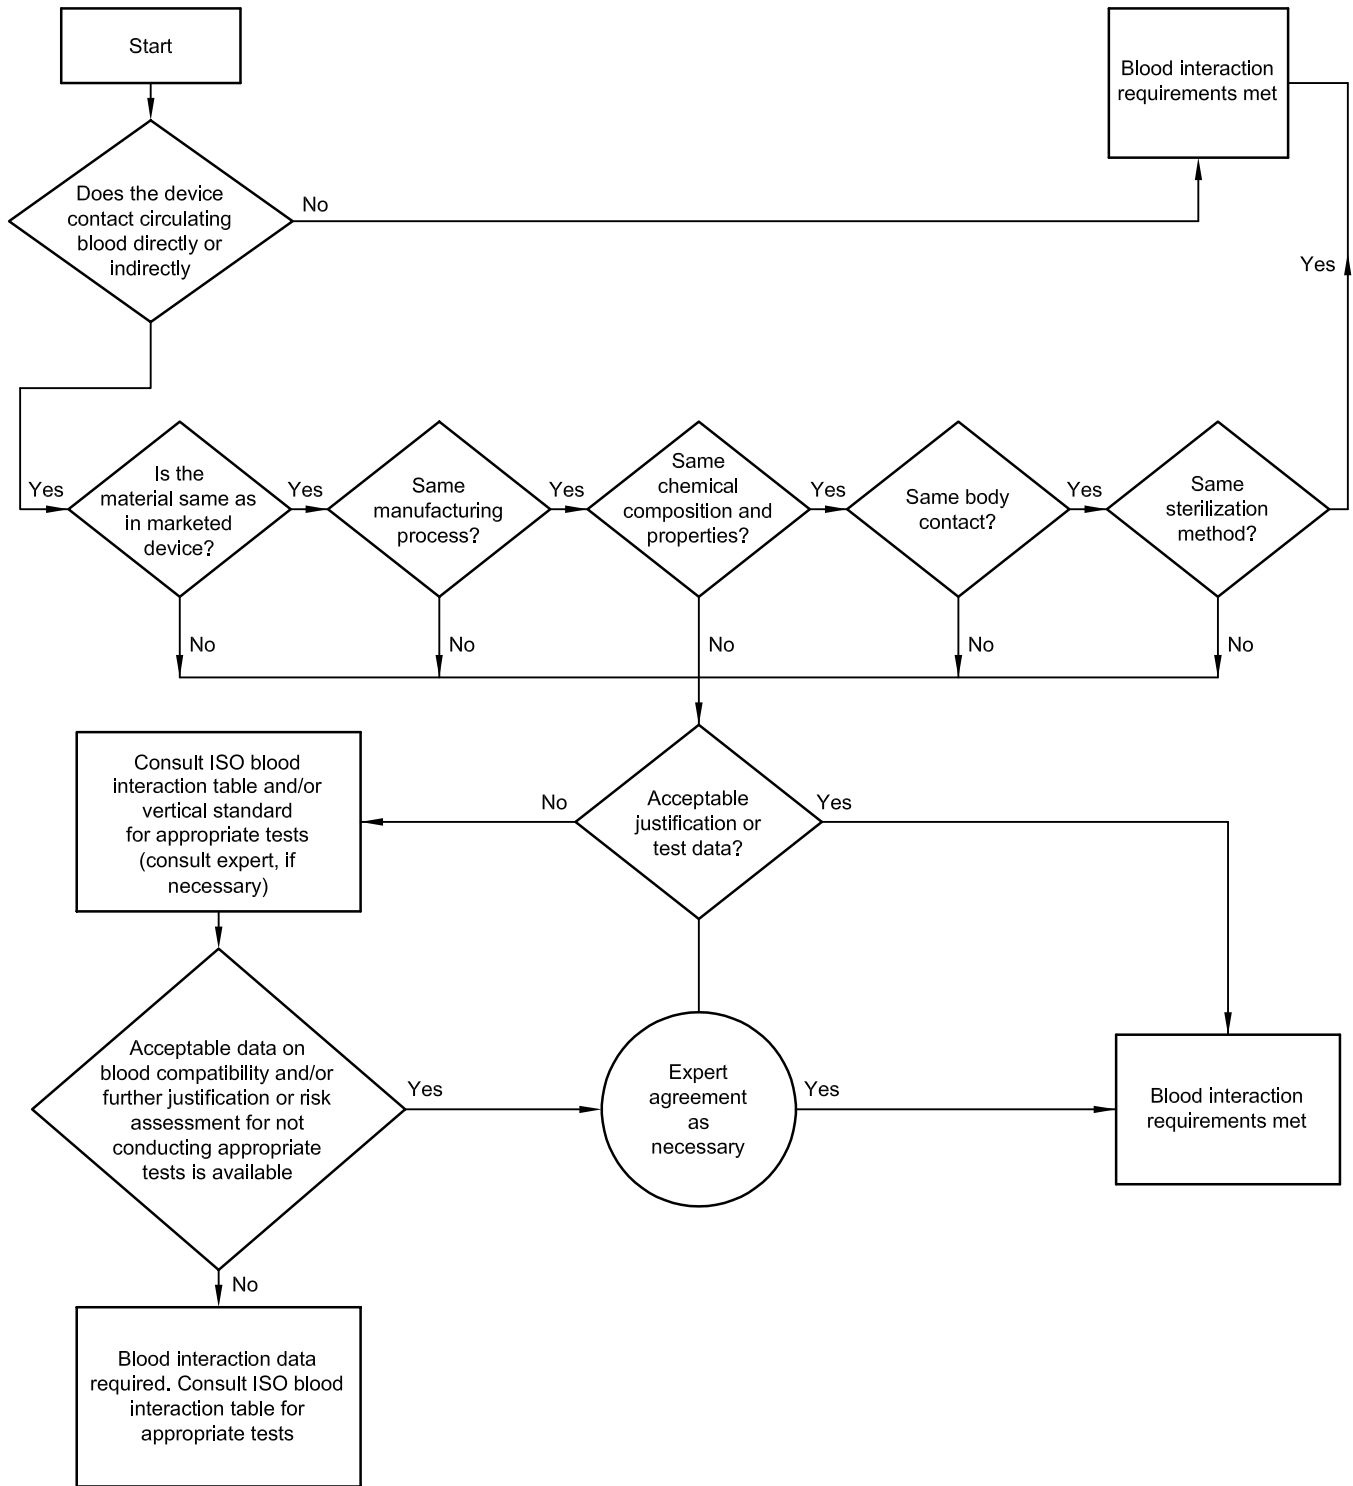 Start
Blood interaction
requirements met
Does the device
contact circulating
blood directly or
indirectly
No
Yes
Yes
Is the
material same as
in marketed
device?
Yes
Same
manufacturing
process?
Yes
Same
chemical
composition and
properties?
Yes
Same body
contact?
Yes
Same
sterilization
method?
No
No
No
No
No
Consult ISO blood
interaction table and/or
vertical standard
for appropriate tests
(consult expert, if
necessary)
No
Acceptable
justification or
test data?
Yes
Acceptable data on
blood compatibility and/or
further justification or risk
assessment for not
conducting appropriate
tests is available
Yes
Expert
agreement
as
necessary
Yes
Blood interaction
requirements met
No
Blood interaction data
required. Consult ISO blood
interaction table for
appropriate tests